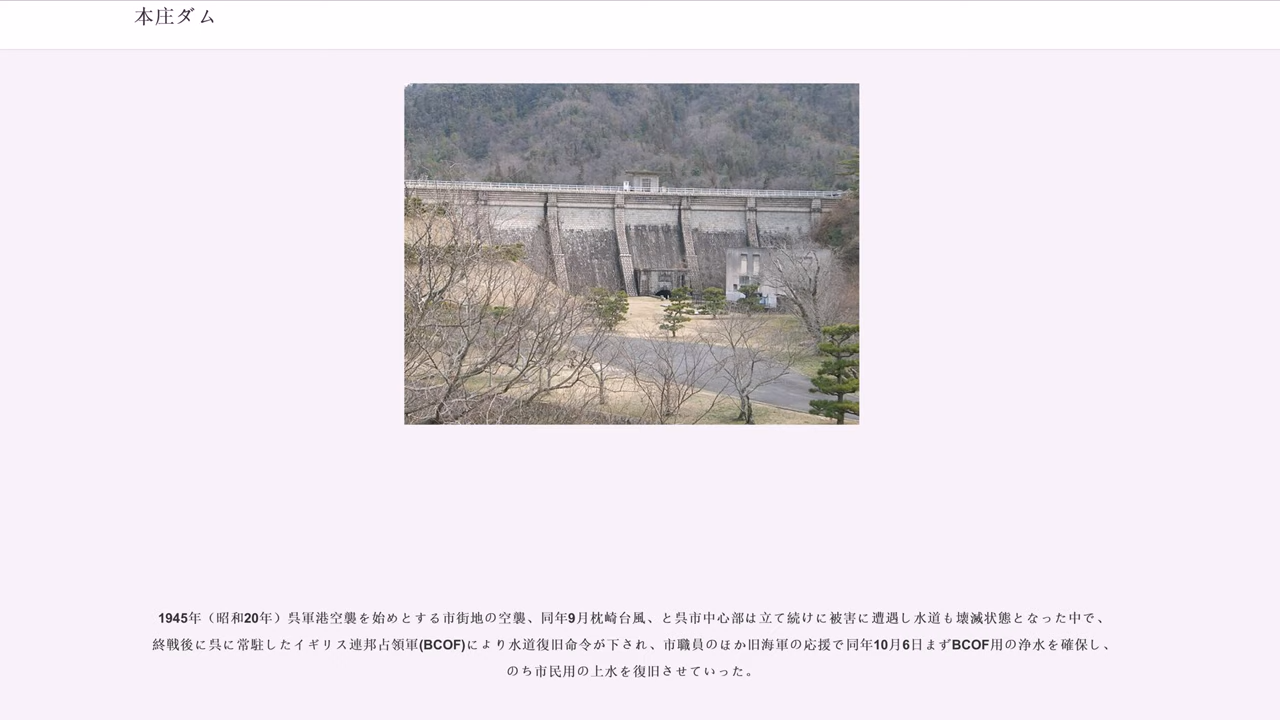 本庄ダム
1945年（昭和20年）呉軍港空襲を始めとする市街地の空襲、同年9月枕崎台風、と呉市中心部は立て続けに被害に遭遇し水道も壊滅状態となった中で、
終戦後に呉に常駐したイギリス連邦占領軍(BCOF)により水道復旧命令が下され、市職員のほか旧海軍の応援で同年10月6日まずBCOF用の浄水を確保し、
のち市民用の上水を復旧させていった。